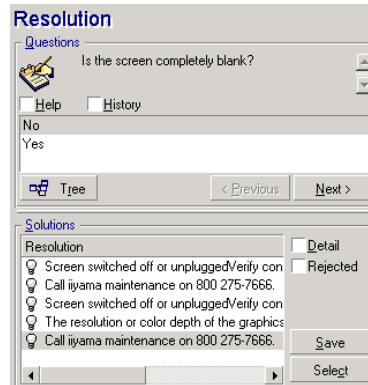 Resolution
Questions
Is the screen completely blank?
Help History
No
Yes
Tree < Previous Next >
Solutions
Resolution
Detail
Screen switched off or unpluggedVerify con
Rejected
Call iiyama maintenance on 800 275-7666.
Screen switched off or unpluggedVerify con
The resolution or color depth of the graphics
Call iiyama maintenance on 800 275-7666.
Save
Select